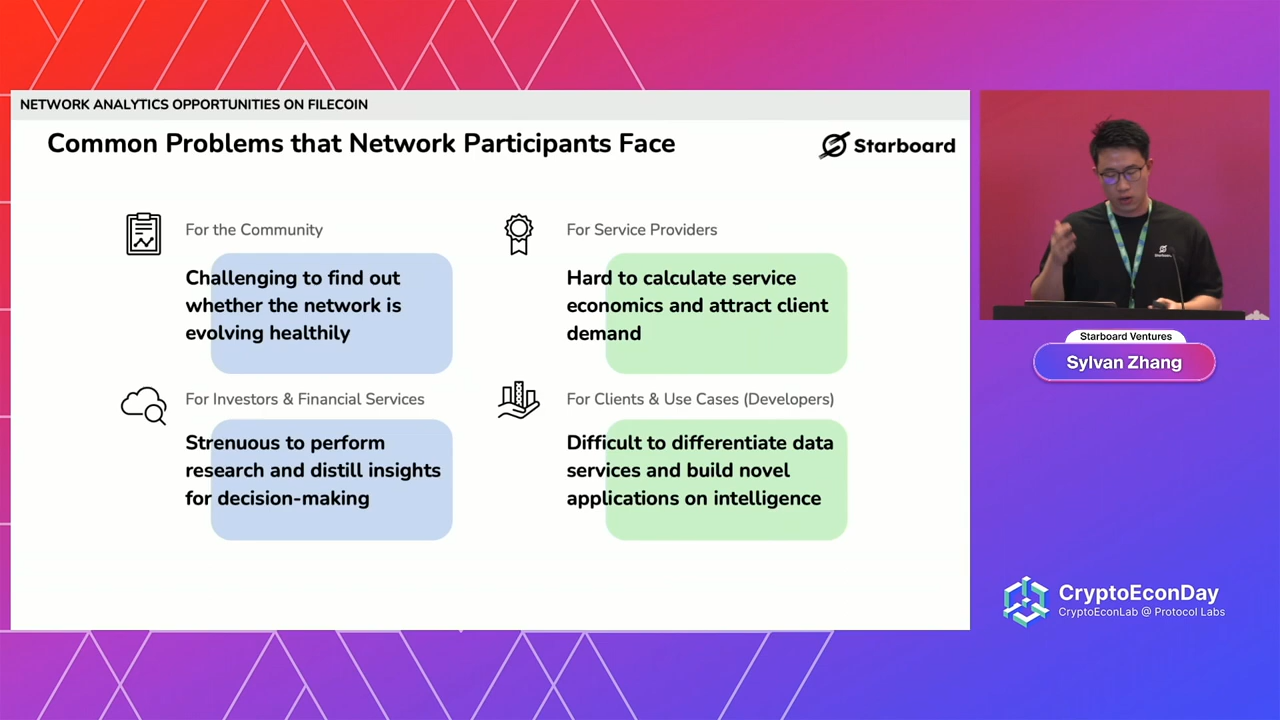 NETWORK ANALYTICS OPPORTUNITIES ON FILECOIN
Common Problems that Network Participants Face
Starboard
For the Community
Challenging to find out
whether the network is
evolving healthily
For Service Providers
Hard to calculate service
economics and attract client
demand
For Investors & Financial Services
Strenuous to perform
research and distill insights
for decision-making
For Clients & Use Cases (Developers)
Difficult to differentiate data
services and build novel
applications on intelligence
Starboard Ventures
Sylvan Zhang
CryptoEconDay
CryptoEconLab @ Protocol Labs